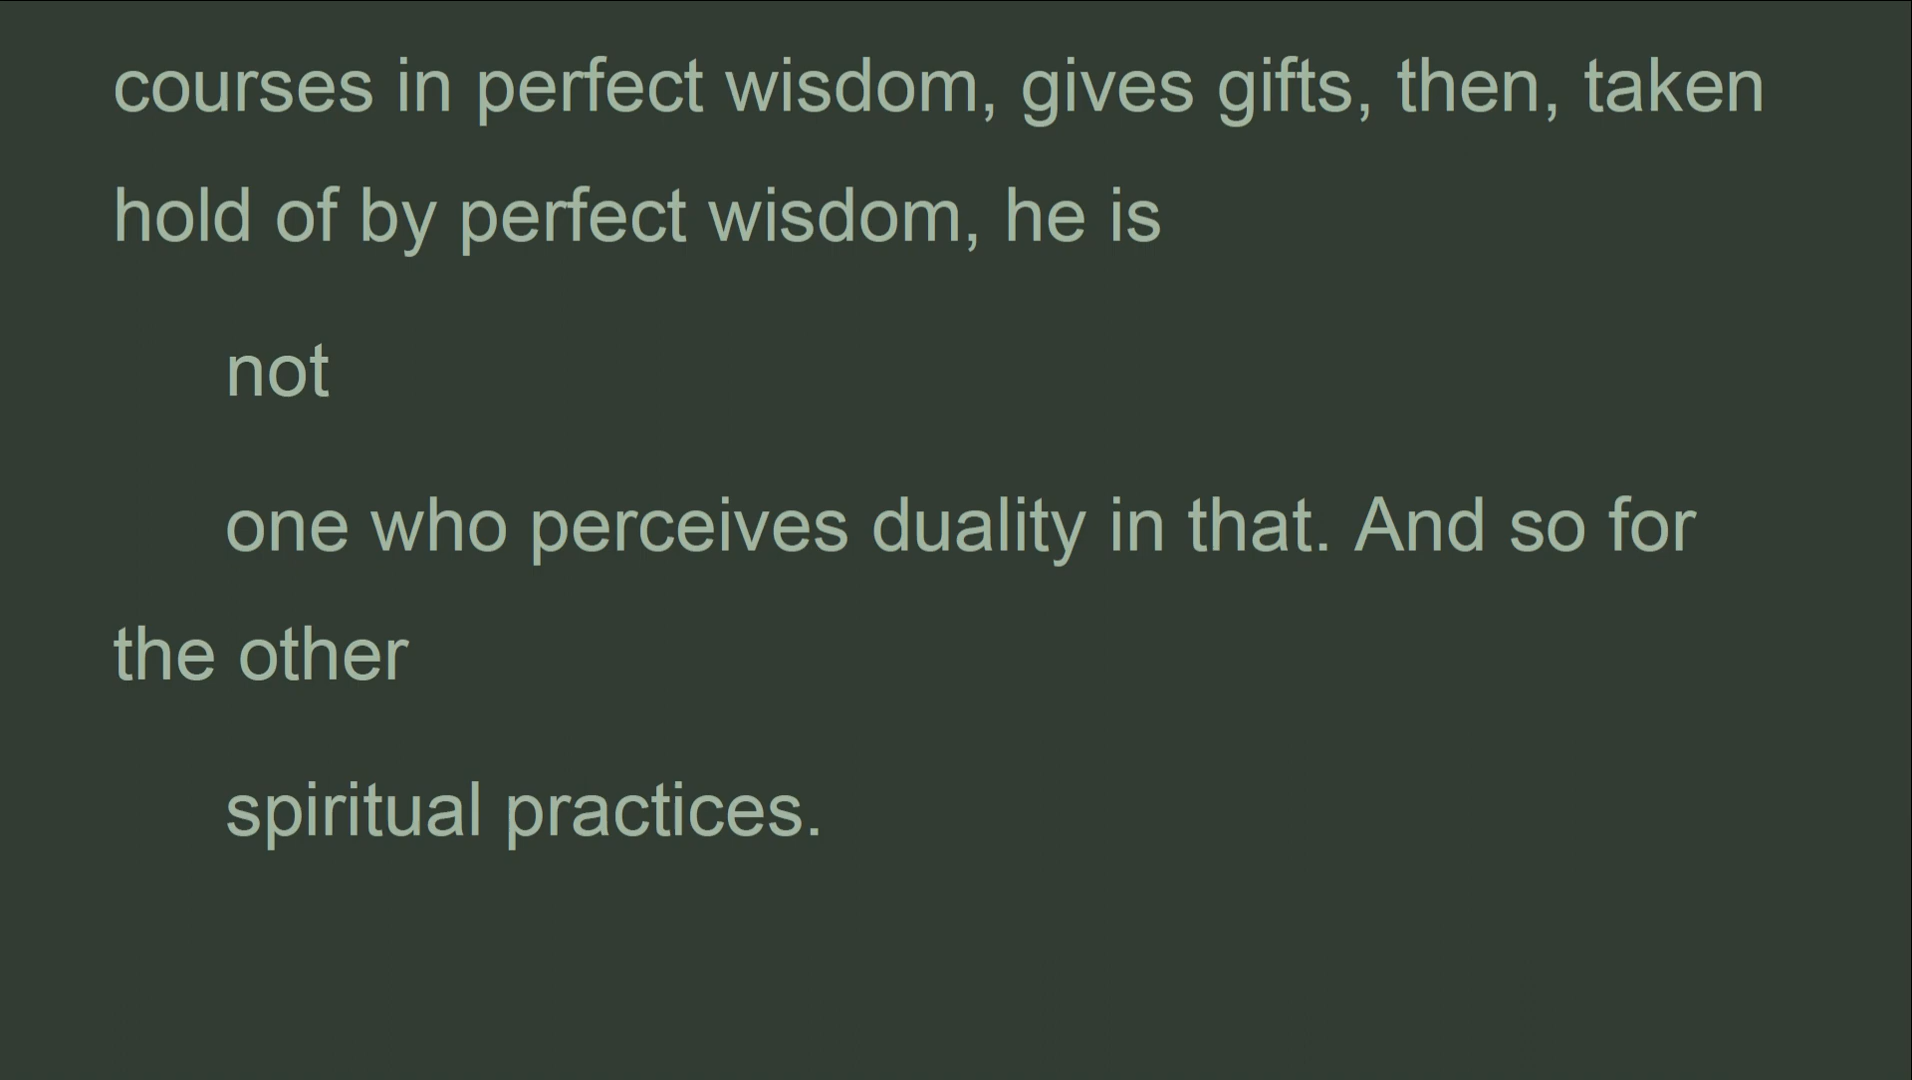 courses in perfect wisdom, gives gifts, then, taken
hold of by perfect wisdom, he is
not
one who perceives duality in that. And so for
the other
spiritual practices.